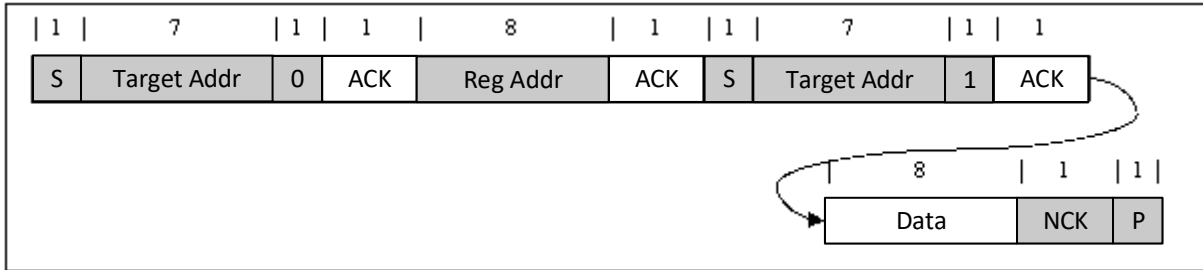 | 1 | 7 | 1 | 1 | 8 | 1 | 1 | 7 | 1 | 1
S Target Addr 0 ACK Reg Addr ACK S Target Addr 1 ACK
| 8 | 1 | 1 |
Data NCK P